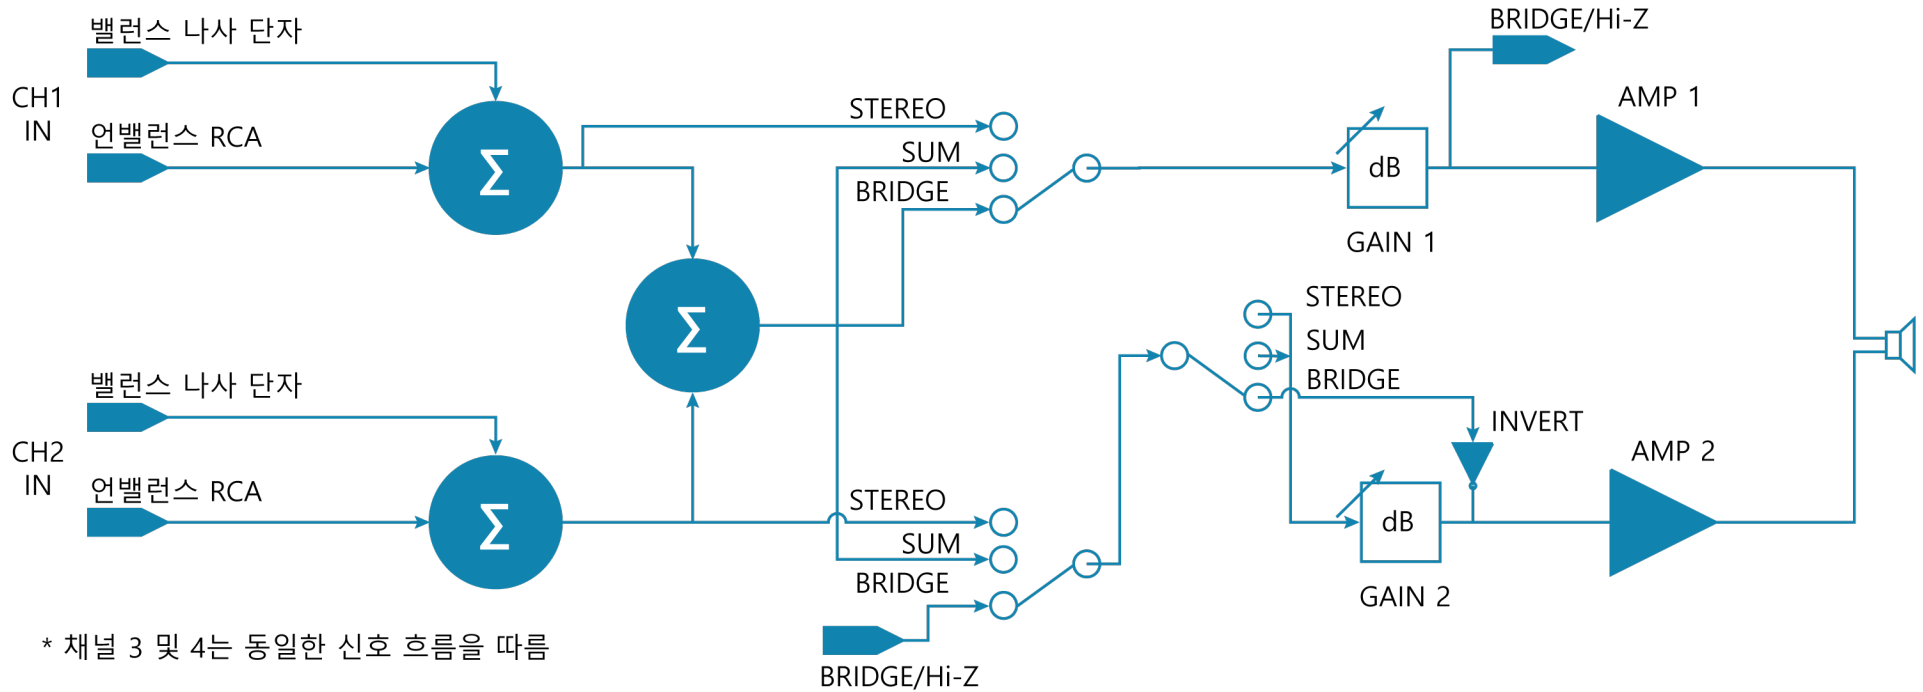 밸런스 나사 단자
CH1
IN
언밸런스 RCA
Σ
STEREO
SUM
BRIDGE
BRIDGE/Hi-Z
dB
GAIN 1
AMP 1
Σ
밸런스 나사 단자
CH2
IN
언밸런스 RCA
Σ
STEREO
SUM
BRIDGE
BRIDGE/Hi-Z
STEREO
SUM
BRIDGE
INVERT
dB
GAIN 2
AMP 2
* 채널 3 및 4는 동일한 신호 흐름을 따름